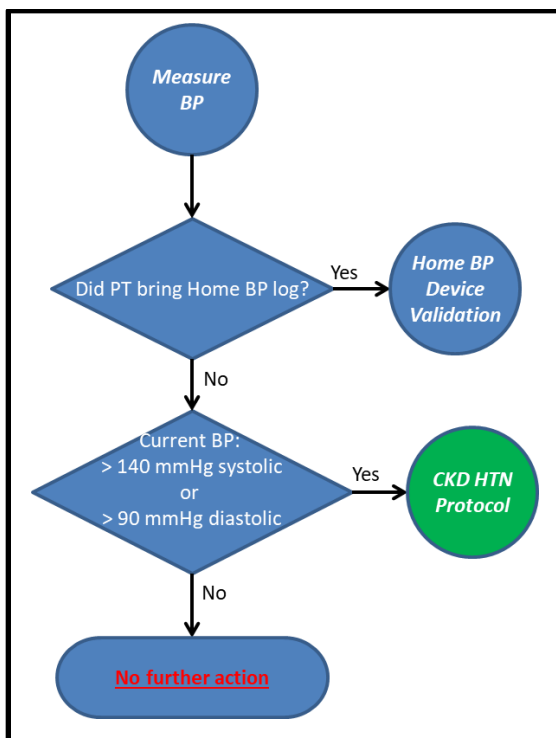 Measure
BP
Did PT bring Home BP log?
Yes
Home BP
Device
Validation
No
Current BP:
> 140 mmHg systolic
or
> 90 mmHg diastolic
Yes
CKD HTN
Protocol
No
No further action